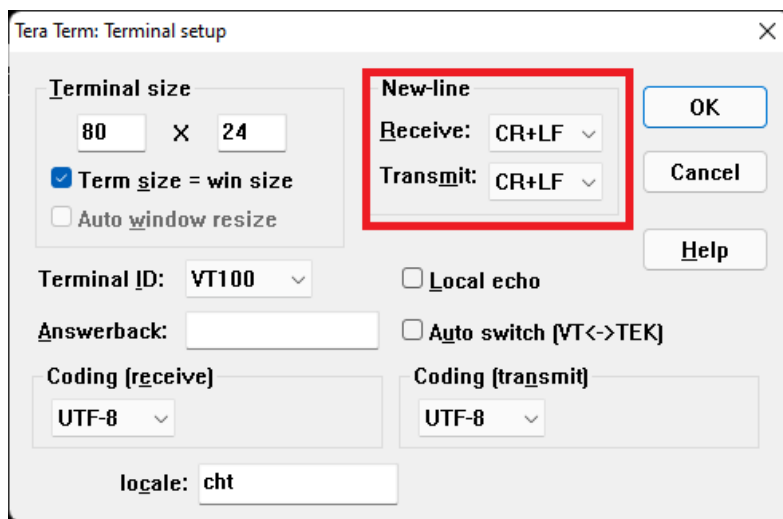 Tera Term: Terminal setup
Terminal size
80 X 24
Term size = win size
Auto window resize
New-line
Receive: CR+LF
Transmit: CR+LF
OK
Cancel
Help
Terminal ID: VT100
Local echo
Answerback:
Auto switch (VT<->TEK)
Coding (receive)
UTF-8
Coding (transmit)
UTF-8
locale: cht